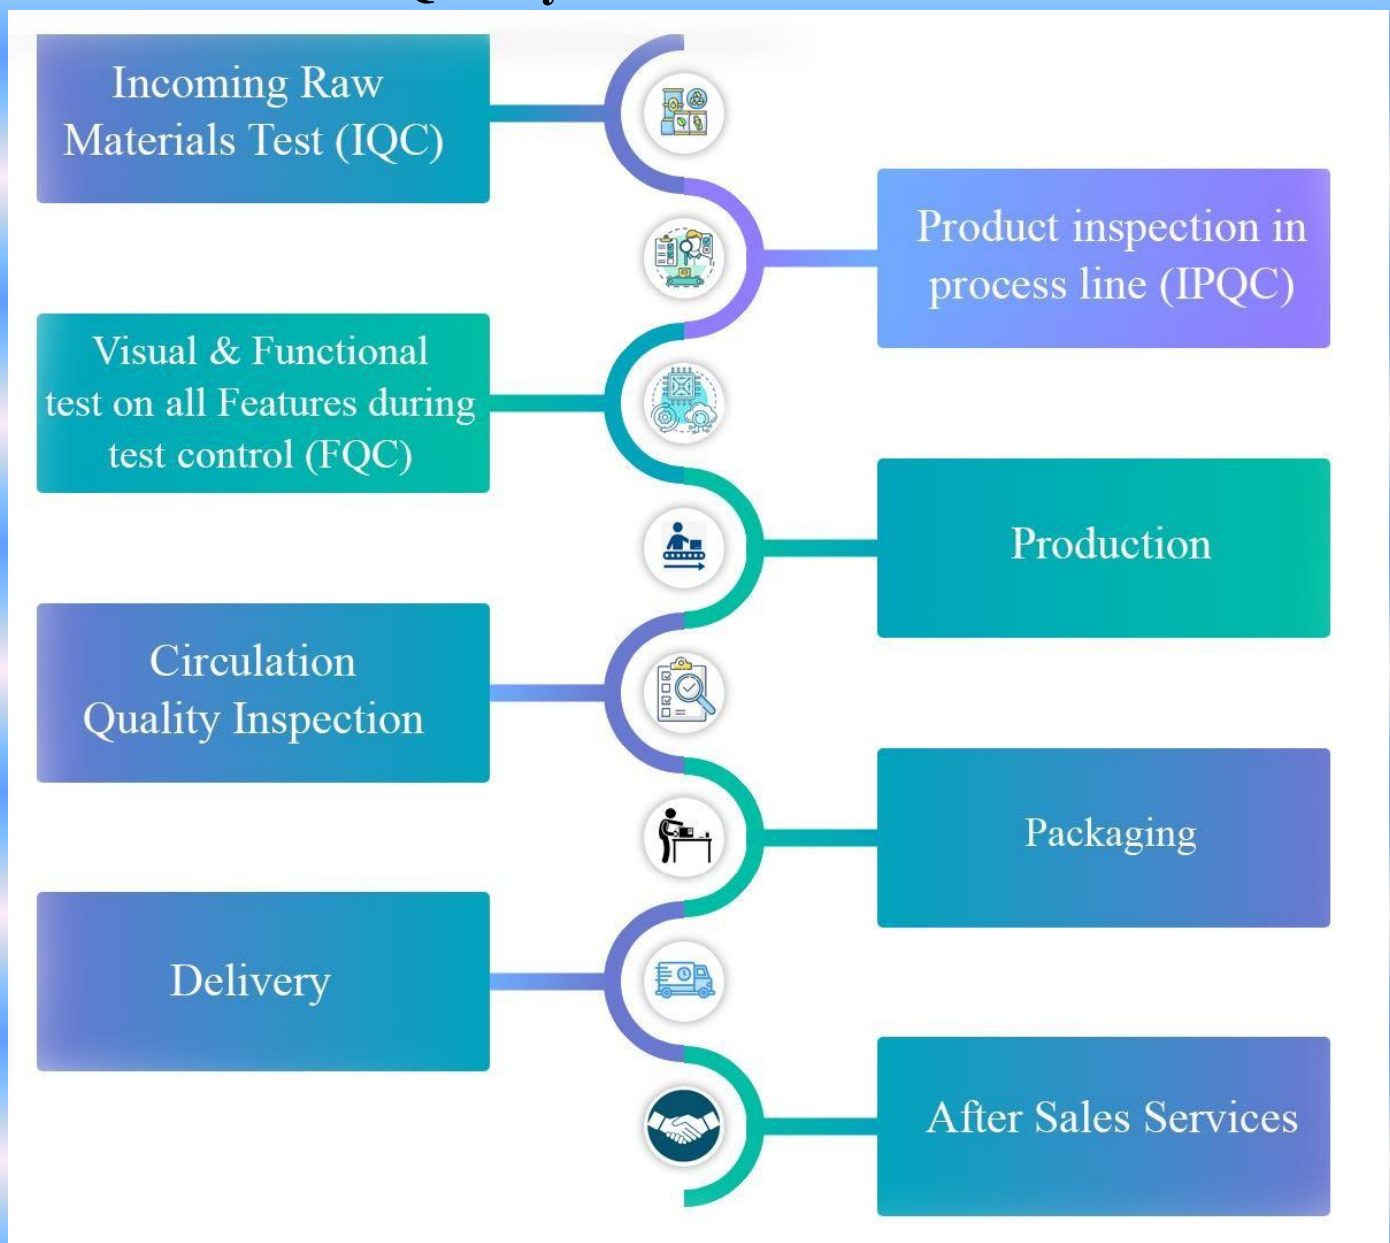 Incoming Raw
Materials Test (IQC)
Product inspection in
process line (IPQC)
Visual & Functional
test on all Features during
test control (FQC)
Production
Circulation
Quality Inspection
Packaging
Delivery
After Sales Services